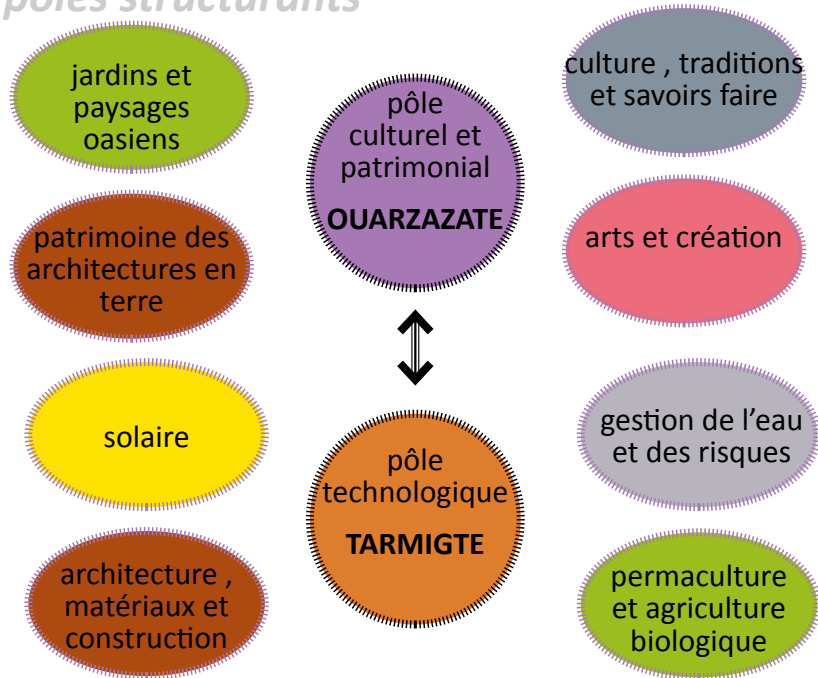 pôles structurants
jardins et
paysages
oasiens
patrimoine des
architectures en
terre
solaire
architecture ,
matériaux et
construction
pôle
culturel et
patrimonial
OUARZAZATE
pôle
technologique
TARMIGTE
culture , traditions
et savoirs faire
arts et création
gestion de l’eau
et des risques
permaculture
et agriculture
biologique